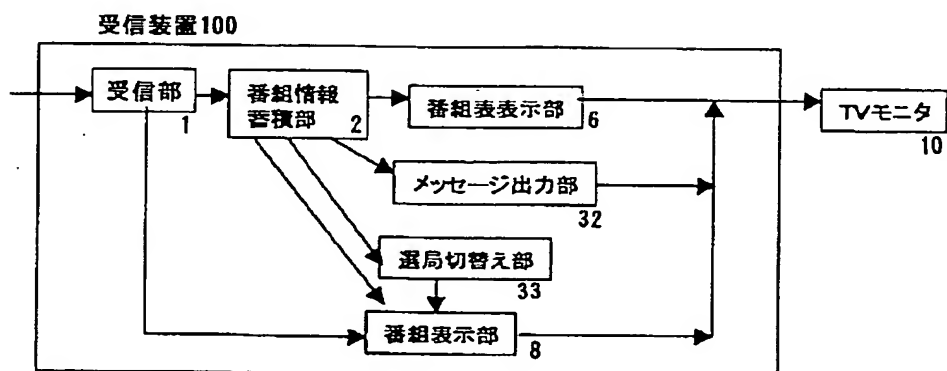 受信装置100
受信部
1
番組情報
蓄積部
2
番組表表示部
6
TVモニタ
10
メッセージ出力部
32
選局切替え部
33
番組表示部
8